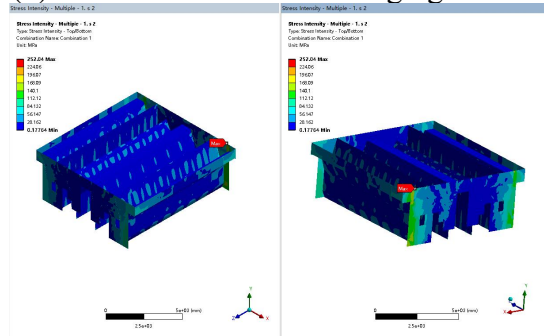 Stress Intensity - Multiple - 1. s 2
Stress Intensity - Multiple - 1. s 2
Type: Stress Intensity - Top/Bottom
Combination Name: Combination 1
Unit: MPa
252.04 Max
224.06
196.07
168.09
140.1
112.12
84.132
56.147
28.162
0.17764 Min
Max
0
5e+03 (mm)
2.5e+03
Y
Z
X
Stress Intensity - Multiple - 1. s 2
Stress Intensity - Multiple - 1. s 2
Type: Stress Intensity - Top/Bottom
Combination Name: Combination 1
Unit: MPa
252.04 Max
224.06
196.07
168.09
140.1
112.12
84.132
56.147
28.162
0.17764 Min
Max
0
5e+03 (mm)
2.5e+03
Y
X